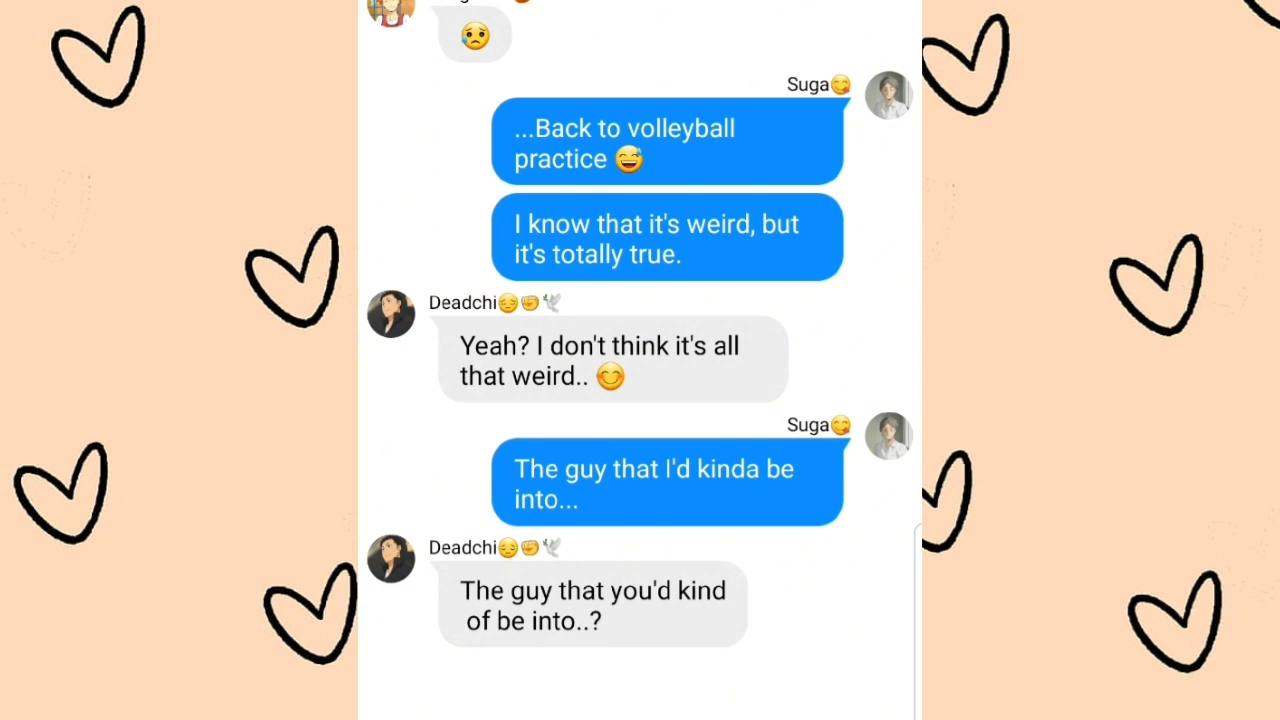 😥
Suga😋
...Back to volleyball
practice 😅
I know that it's weird, but
it's totally true.
Deadchi😔✊🕊
Yeah? I don't think it's all
that weird.. 😊
Suga😋
The guy that I'd kinda be
into...
Deadchi😔✊🕊
The guy that you'd kind
of be into..?